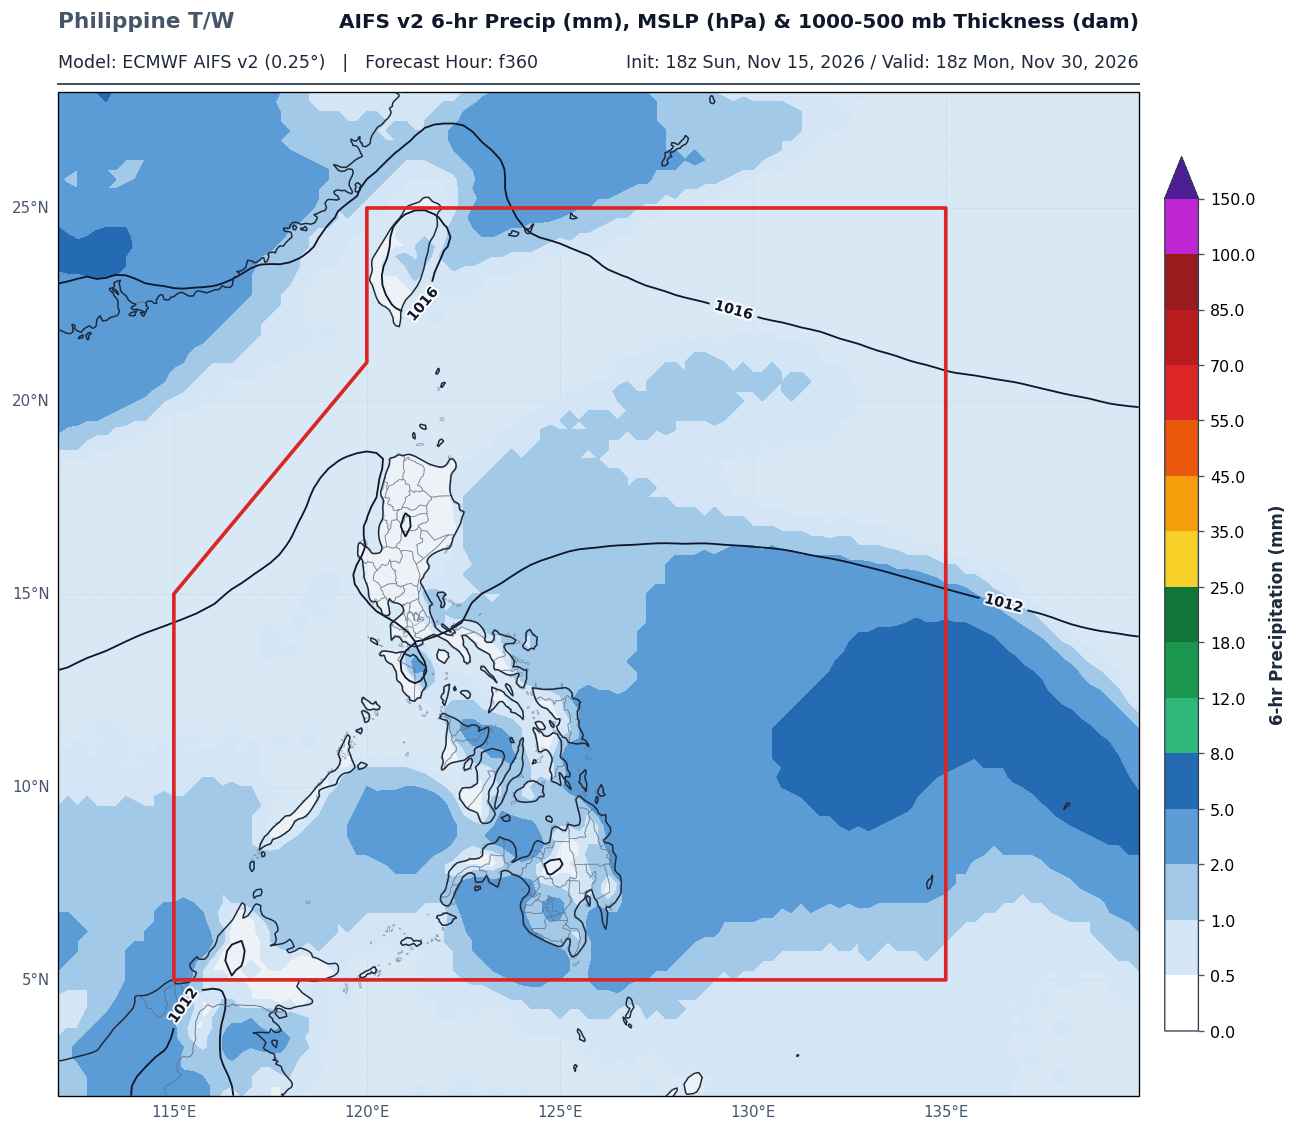 Philippine T/W
AIFS v2 6-hr Precip (mm), MSLP (hPa) & 1000-500 mb Thickness (dam)
Model: ECMWF AIFS v2 (0.25°) | Forecast Hour: f360
Init: 18z Sun, Nov 15, 2026 / Valid: 18z Mon, Nov 30, 2026
25°N
20°N
15°N
10°N
5°N
1016
1016
1012
1012
115°E
120°E
125°E
130°E
135°E
150.0
100.0
85.0
70.0
55.0
45.0
35.0
25.0
18.0
12.0
8.0
5.0
2.0
1.0
0.5
0.0
6-hr Precipitation (mm)